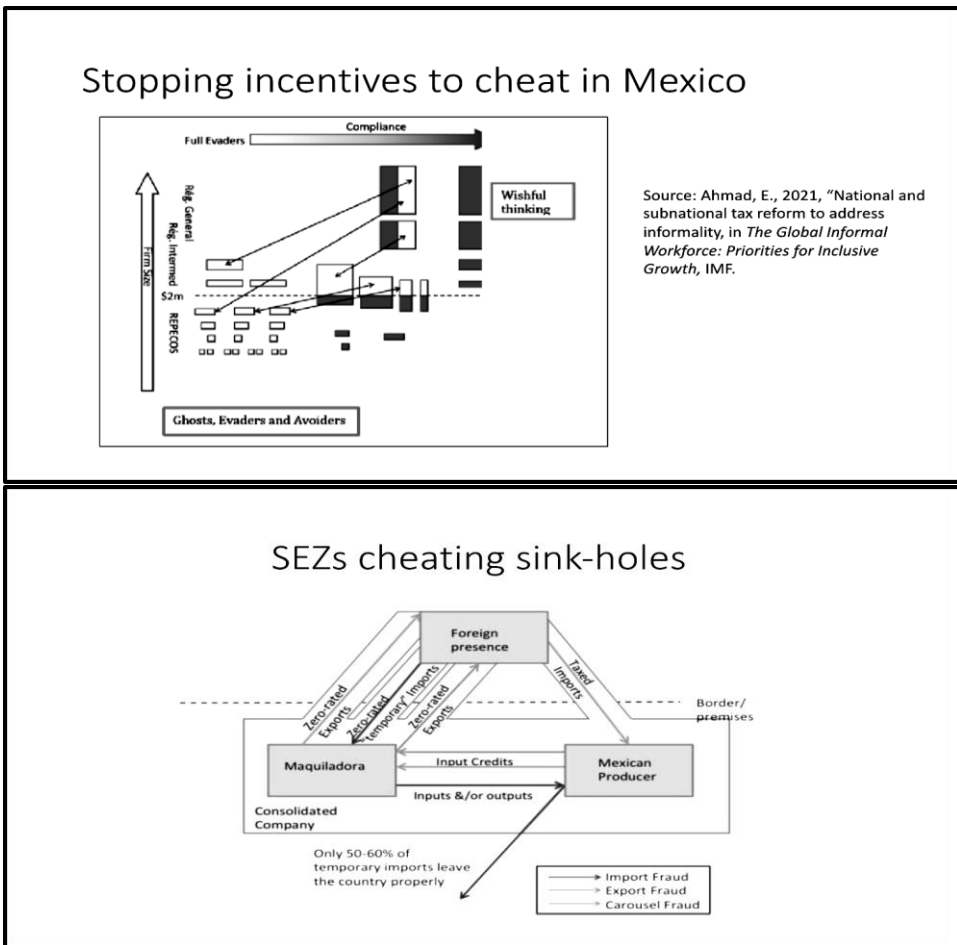 Stopping incentives to cheat in Mexico
Compliance
Full Evaders
Rég. General
Rég. Intermed
Firm Size
$2m
REPECOS
Wishful
thinking
Ghosts, Evaders and Avoiders
Source: Ahmad, E., 2021, “National and
subnational tax reform to address
informality, in The Global Informal
Workforce: Priorities for Inclusive
Growth, IMF.
SEZs cheating sink-holes
Foreign
presence
Zero-rated
Exports
Zero-rated
"temporary" Imports
Zero-rated
Exports
Taxed
Imports
Border/
premises
Maquiladora
Input Credits
Mexican
Producer
Inputs &/or outputs
Consolidated
Company
Only 50-60% of
temporary imports leave
the country properly
Import Fraud
Export Fraud
Carousel Fraud